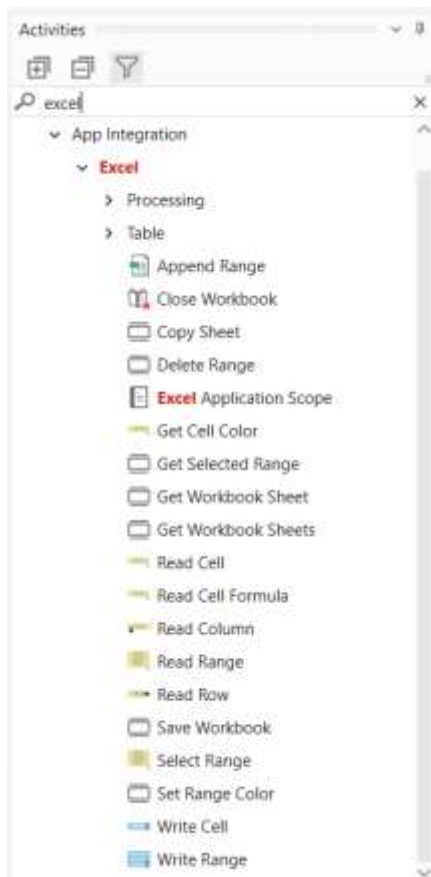 Activities
excel
App Integration
Excel
Processing
Table
Append Range
Close Workbook
Copy Sheet
Delete Range
Excel Application Scope
Get Cell Color
Get Selected Range
Get Workbook Sheet
Get Workbook Sheets
Read Cell
Read Cell Formula
Read Column
Read Range
Read Row
Save Workbook
Select Range
Set Range Color
Write Cell
Write Range